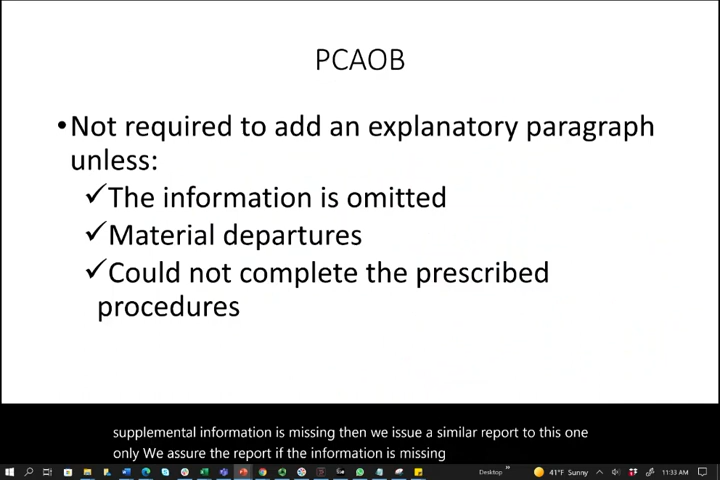 PCAOB
•Not required to add an explanatory paragraph
unless:
✓The information is omitted
✓Material departures
✓Could not complete the prescribed
procedures
supplemental information is missing then we issue a similar report to this one
only We assure the report if the information is missing
Desktop
41°F Sunny
11:33 AM